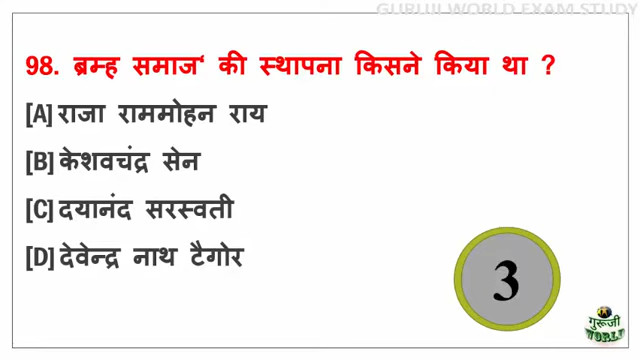 GURUJI WORLD EXAM STUDY
98. ब्रम्ह समाज‘ की स्थापना किसने किया था ?
[A] राजा राममोहन राय
[B] केशवचंद्र सेन
[C] दयानंद सरस्वती
[D] देवेन्द्र नाथ टैगोर
3
गुरूजी
WORLD